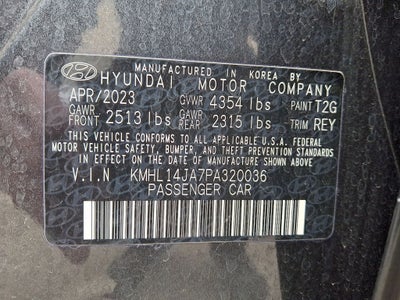 MANUFACTURED IN KOREA BY
HYUNDAI MOTOR COMPANY
APR/2023 GVWR 4354 lbs PAINT T2G
GAWR FRONT 2513 lbs GAWR REAR 2315 lbs TRIM REY
THIS VEHICLE CONFORMS TO ALL APPLICABLE U.S.A. FEDERAL
MOTOR VEHICLE SAFETY, BUMPER, AND THEFT PREVENTION STANDARDS
IN EFFECT ON THE DATE OF MANUFACTURE SHOWN ABOVE.
V.I.N KMHL14JA7PA320036
PASSENGER CAR